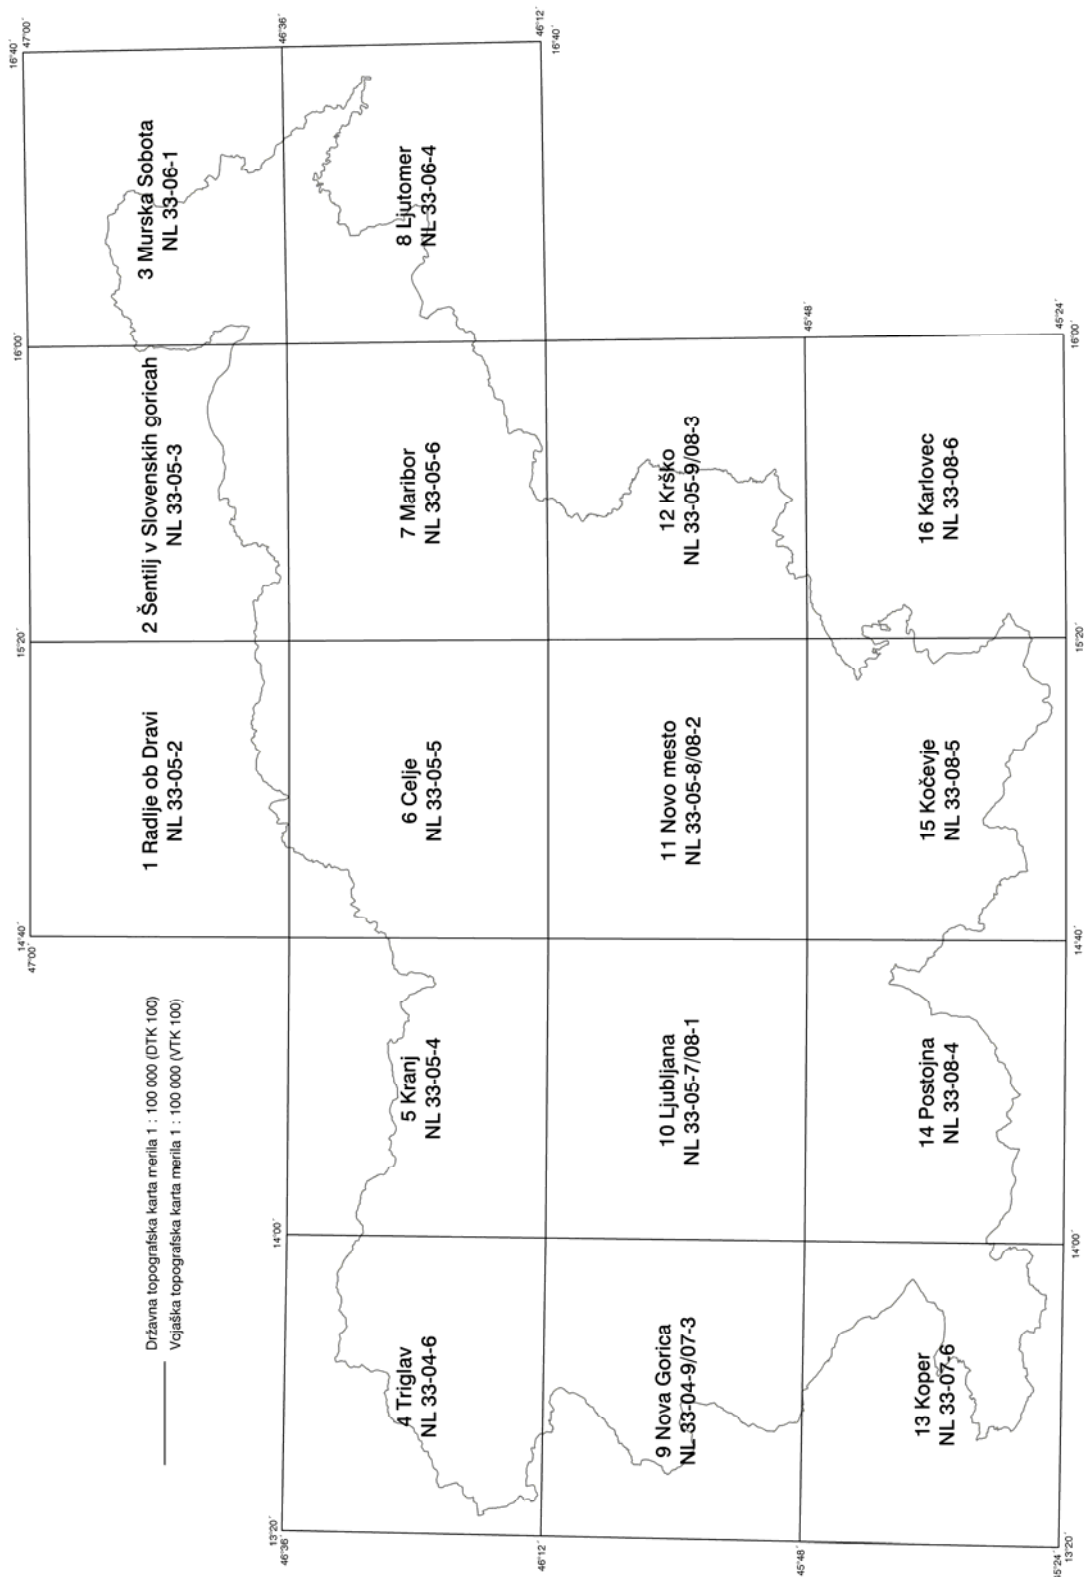 Državna topografska karta merila 1 : 100 000 (DTK 100)
Vojaška topografska karta merila 1 : 100 000 (VTK 100)
14°40´
15°20´
16°00´
16°40´
47°00´
47°00´
1 Radlje ob Dravi
NL 33-05-2
2 Šentilj v Slovenskih goricah
NL 33-05-3
3 Murska Sobota
NL 33-06-1
13°20´
14°00´
46°36´
46°36´
4 Triglav
NL 33-04-6
5 Kranj
NL 33-05-4
6 Celje
NL 33-05-5
7 Maribor
NL 33-05-6
8 Ljutomer
NL 33-06-4
46°12´
46°12´
16°40´
9 Nova Gorica
NL 33-04-9/07-3
10 Ljubljana
NL 33-05-7/08-1
11 Novo mesto
NL 33-05-8/08-2
12 Krško
NL 33-05-9/08-3
45°48´
45°48´
13 Koper
NL 33-07-6
14 Postojna
NL 33-08-4
15 Kočevje
NL 33-08-5
16 Karlovec
NL 33-08-6
45°24´
45°24´
13°20´
14°00´
14°40´
15°20´
16°00´